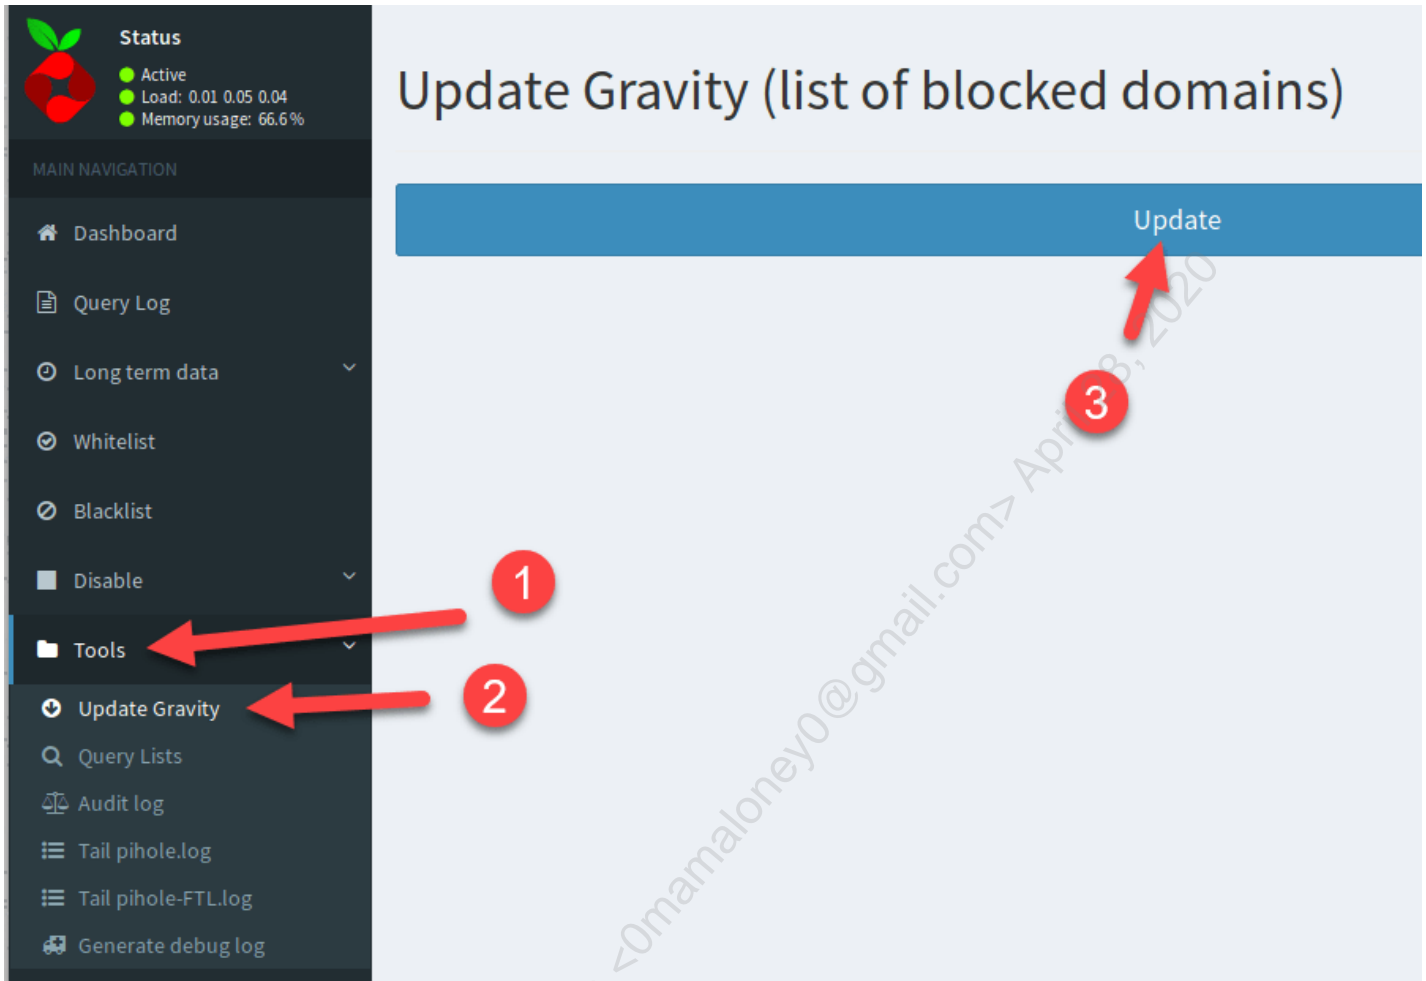 Status
Active
Load: 0.01 0.05 0.04
Memory usage: 66.6 %
MAIN NAVIGATION
Dashboard
Query Log
Long term data
Whitelist
Blacklist
Disable
Tools
Update Gravity
Query Lists
Audit log
Tail pihole.log
Tail pihole-FTL.log
Generate debug log
Update Gravity (list of blocked domains)
Update
3
1
2
<0mamaloney0@gmail.com> 8, 2020